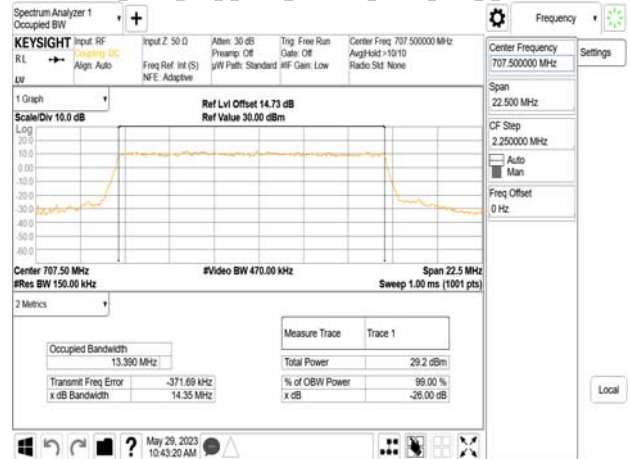 Spectrum Analyzer 1
Occupied BW
+
Frequency
KEYSIGHT
RL
Input: RF
Coupling: DC
Align: Auto
Input Z: 50 Ω
Freq Ref: Int (S)
NFE: Adaptive
Atten: 30 dB
Preamp: Off
µW Path: Standard
Trig: Free Run
Gate: Off
#IF Gain: Low
Center Freq: 707.500000 MHz
Avg|Hold:>10/10
Radio Std: None
Center Frequency
707.500000 MHz
Settings
Span
22.500 MHz
CF Step
2.250000 MHz
Auto
Man
Freq Offset
0 Hz
Local
1 Graph
Scale/Div 10.0 dB
Ref Lvl Offset 14.73 dB
Ref Value 30.00 dBm
Log
20.0
10.0
0.00
-10.0
-20.0
-30.0
-40.0
-50.0
-60.0
Center 707.50 MHz
#Video BW 470.00 kHz
Span 22.5 MHz
#Res BW 150.00 kHz
Sweep 1.00 ms (1001 pts)
2 Metrics
Measure Trace Trace 1
Occupied Bandwidth
13.390 MHz
Total Power 29.2 dBm
Transmit Freq Error -371.69 kHz
% of OBW Power 99.00 %
x dB Bandwidth 14.35 MHz
x dB -26.00 dB
?
May 29, 2023
10:43:20 AM